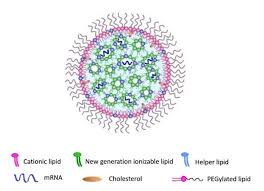 Cationic lipid New generation ionizable lipid Helper lipid
mRNA Cholesterol PEGylated lipid